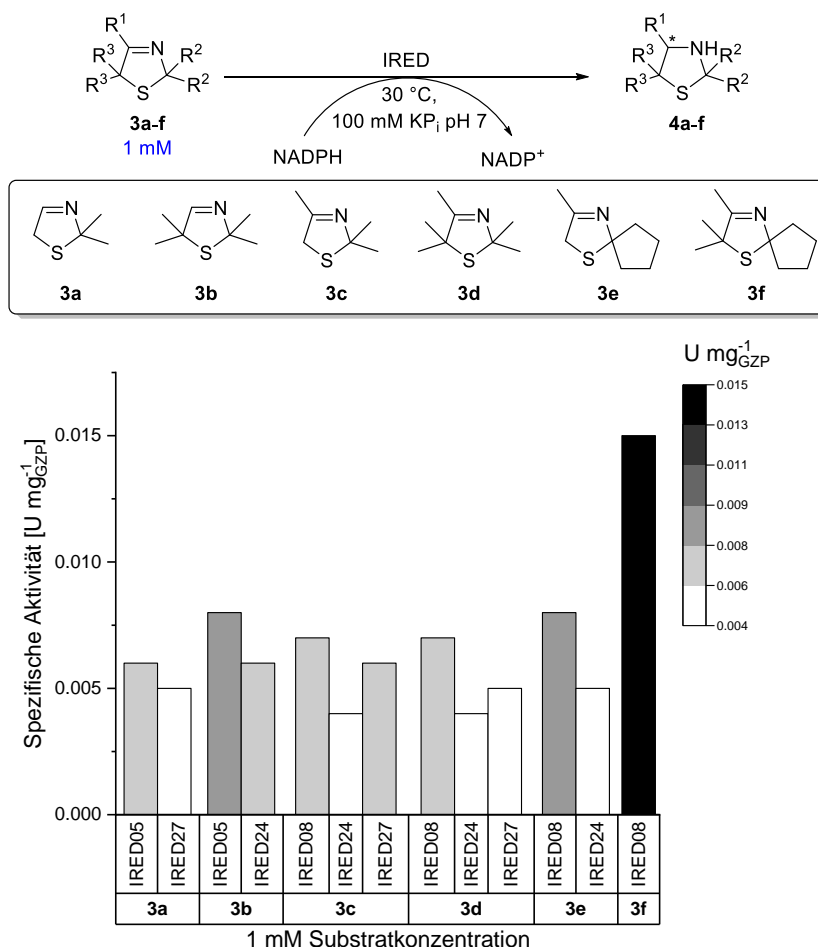 R¹
R³
R³
N
S
R²
R²
3a-f
1 mM
IRED
30 °C,
100 mM KPᵢ pH 7
NADPH
NADP⁺
R¹
*
R³
R³
NH
S
R²
R²
4a-f
N
S
3a
N
S
3b
N
S
3c
N
S
3d
N
S
3e
N
S
3f
U mg⁻¹GZP
0.015
0.013
0.011
0.009
0.008
0.006
0.004
Spezifische Aktivität [U mg⁻¹GZP]
0.015
0.010
0.005
0.000
IRED05
IRED27
IRED05
IRED24
IRED08
IRED24
IRED27
IRED08
IRED24
IRED27
IRED08
IRED24
IRED08
3a 3b 3c 3d 3e 3f
1 mM Substratkonzentration